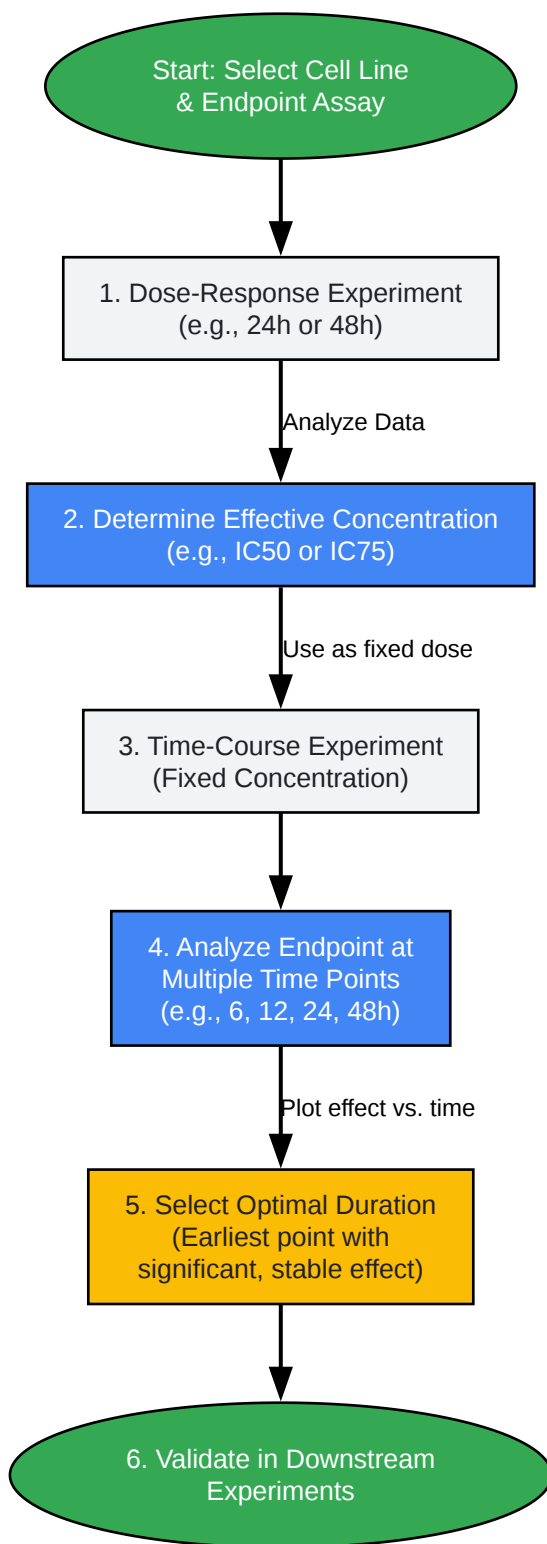 Start: Select Cell Line
& Endpoint Assay
1. Dose-Response Experiment
(e.g., 24h or 48h)
Analyze Data
2. Determine Effective Concentration
(e.g., IC50 or IC75)
Use as fixed dose
3. Time-Course Experiment
(Fixed Concentration)
4. Analyze Endpoint at
Multiple Time Points
(e.g., 6, 12, 24, 48h)
Plot effect vs. time
5. Select Optimal Duration
(Earliest point with
significant, stable effect)
6. Validate in Downstream
Experiments